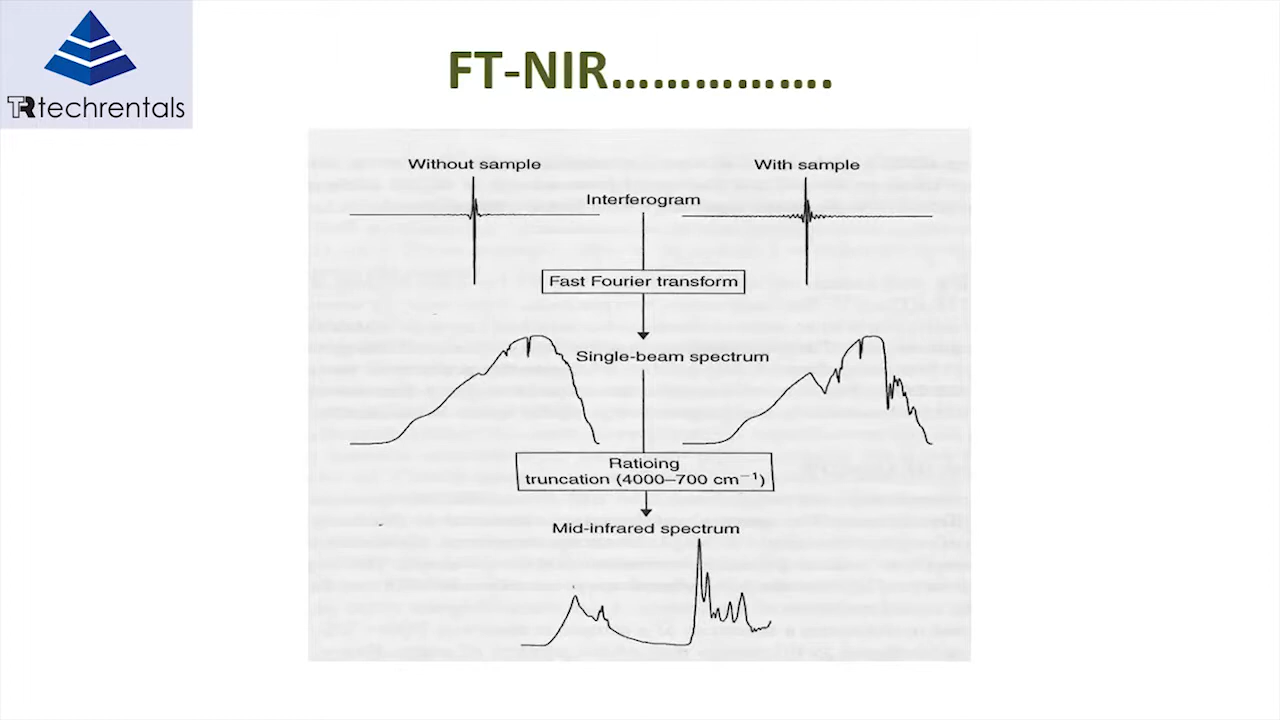 TR techrentals
FT-NIR................
Without sample
With sample
Interferogram
Fast Fourier transform
Single-beam spectrum
Ratioing
truncation (4000–700 cm⁻¹)
Mid-infrared spectrum